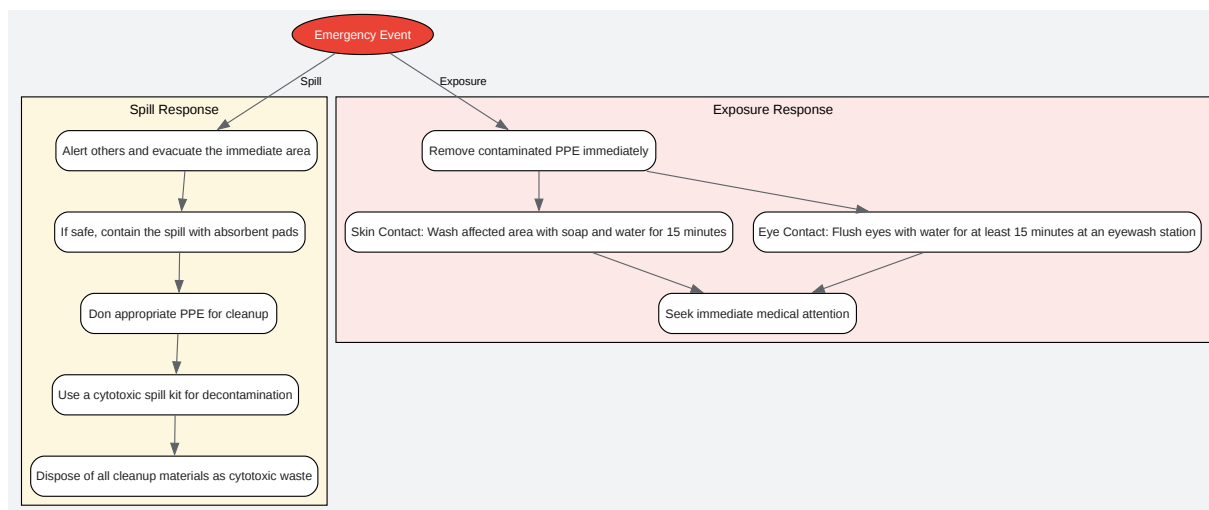 Emergency Event
Spill
Exposure
Spill Response
Alert others and evacuate the immediate area
If safe, contain the spill with absorbent pads
Don appropriate PPE for cleanup
Use a cytotoxic spill kit for decontamination
Dispose of all cleanup materials as cytotoxic waste
Exposure Response
Remove contaminated PPE immediately
Skin Contact: Wash affected area with soap and water for 15 minutes
Eye Contact: Flush eyes with water for at least 15 minutes at an eyewash station
Seek immediate medical attention